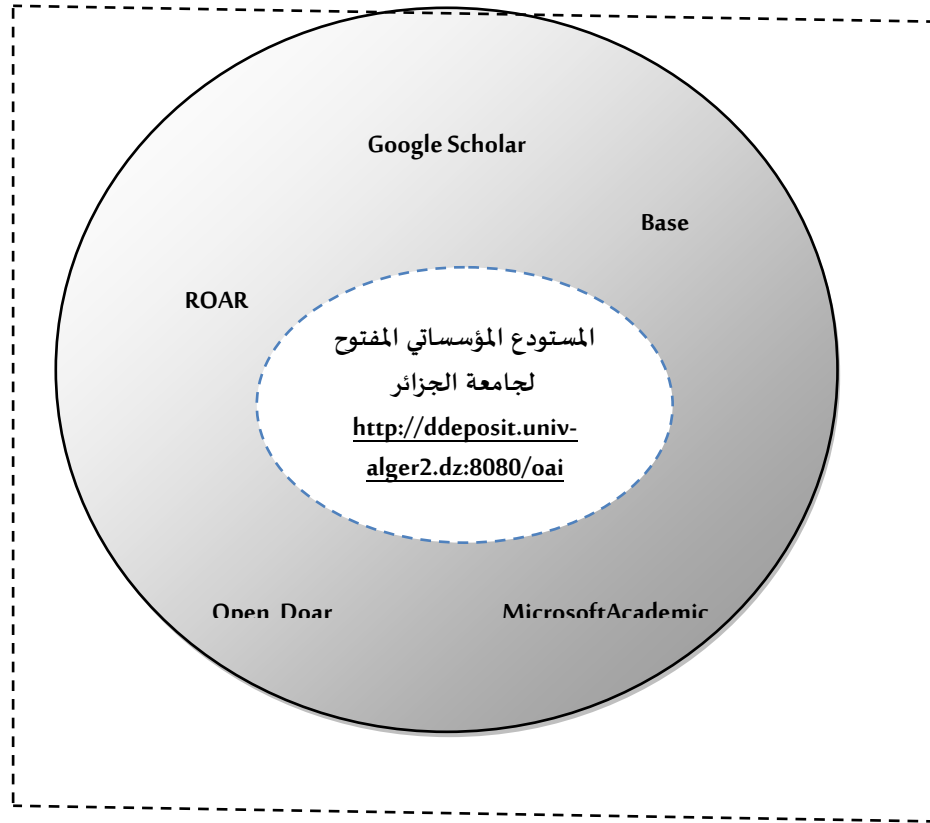 Google Scholar
Base
ROAR
المستودع المؤسساتي المفتوح
لجامعة الجزائر
http://ddeposit.univ-
alger2.dz:8080/oai
Open Doar
MicrosoftAcademic